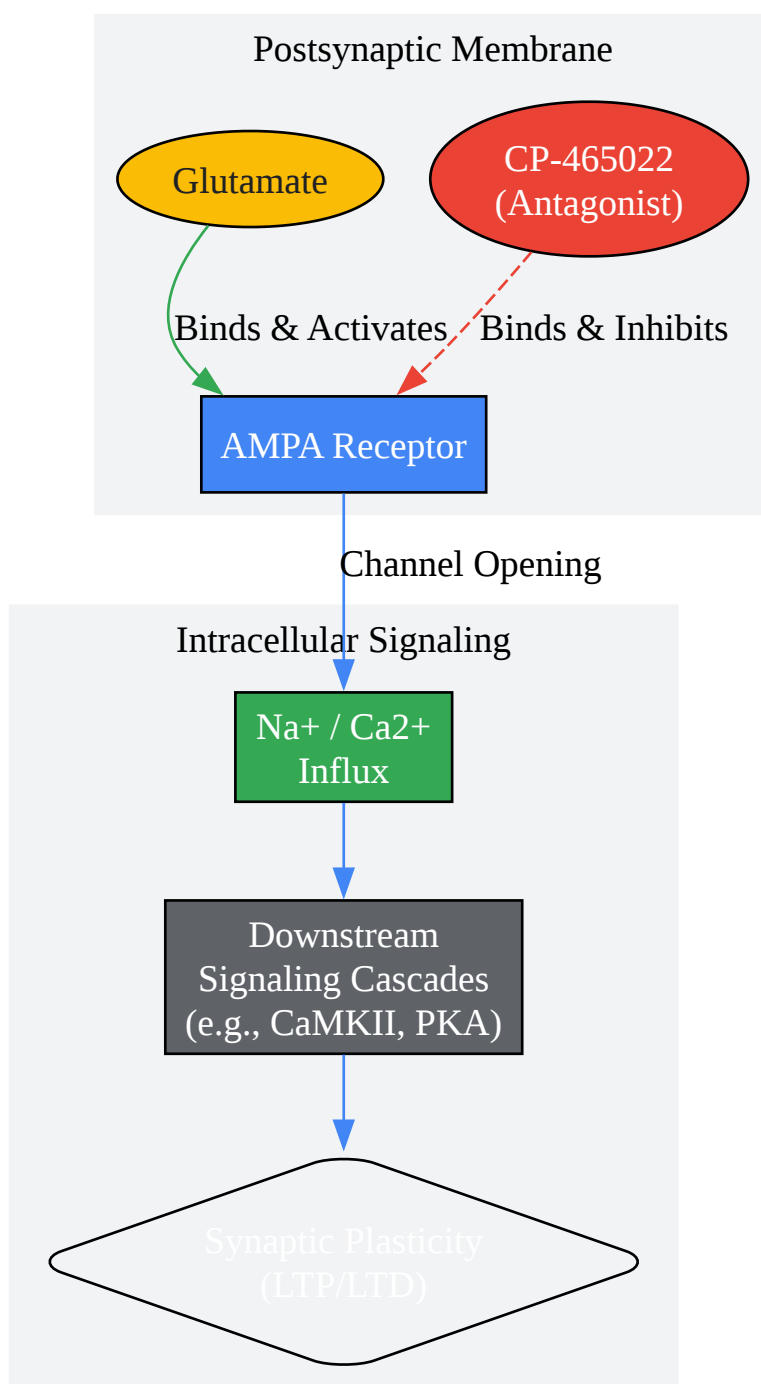 Postsynaptic Membrane
Glutamate
CP-465022
(Antagonist)
Binds & Activates
Binds & Inhibits
AMPA Receptor
Channel Opening
Intracellular Signaling
Na+ / Ca2+
Influx
Downstream
Signaling Cascades
(e.g., CaMKII, PKA)
Synaptic Plasticity
(LTP/LTD)